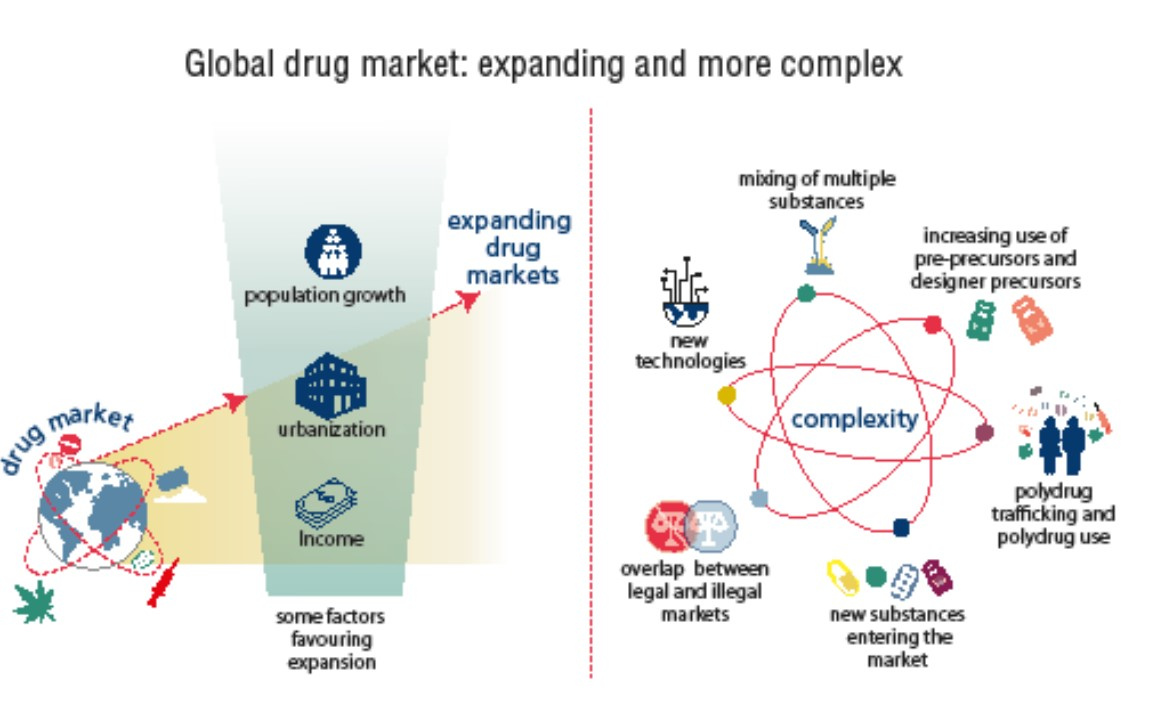 Global drug market: expanding and more complex
expanding
drug
markets
population growth
urbanization
Income
drug market
some factors
favouring
expansion
mixing of multiple
substances
increasing use of
pre-precursors and
designer precursors
new
technologies
complexity
polydrug
trafficking and
polydrug use
overlap between
legal and illegal
markets
new substances
entering the
market